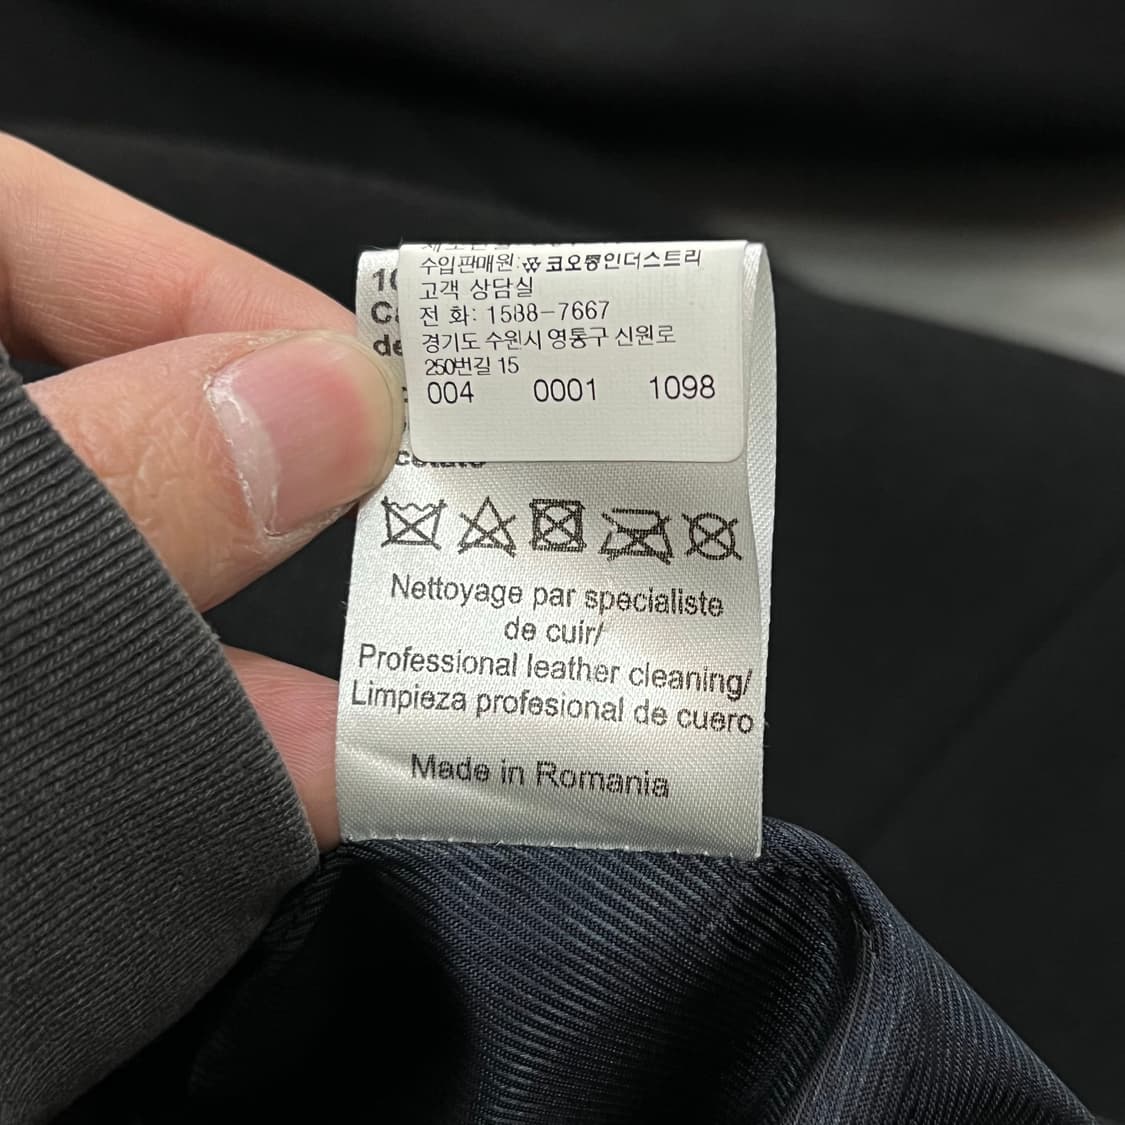 수입판매원:코오롱인더스트리
고객 상담실
전 화: 1588-7667
경기도 수원시 영통구 신원로
250번길 15
004 0001 1098
Nettoyage par specialiste
de cuir/
Professional leather cleaning/
Limpieza profesional de cuero
Made in Romania